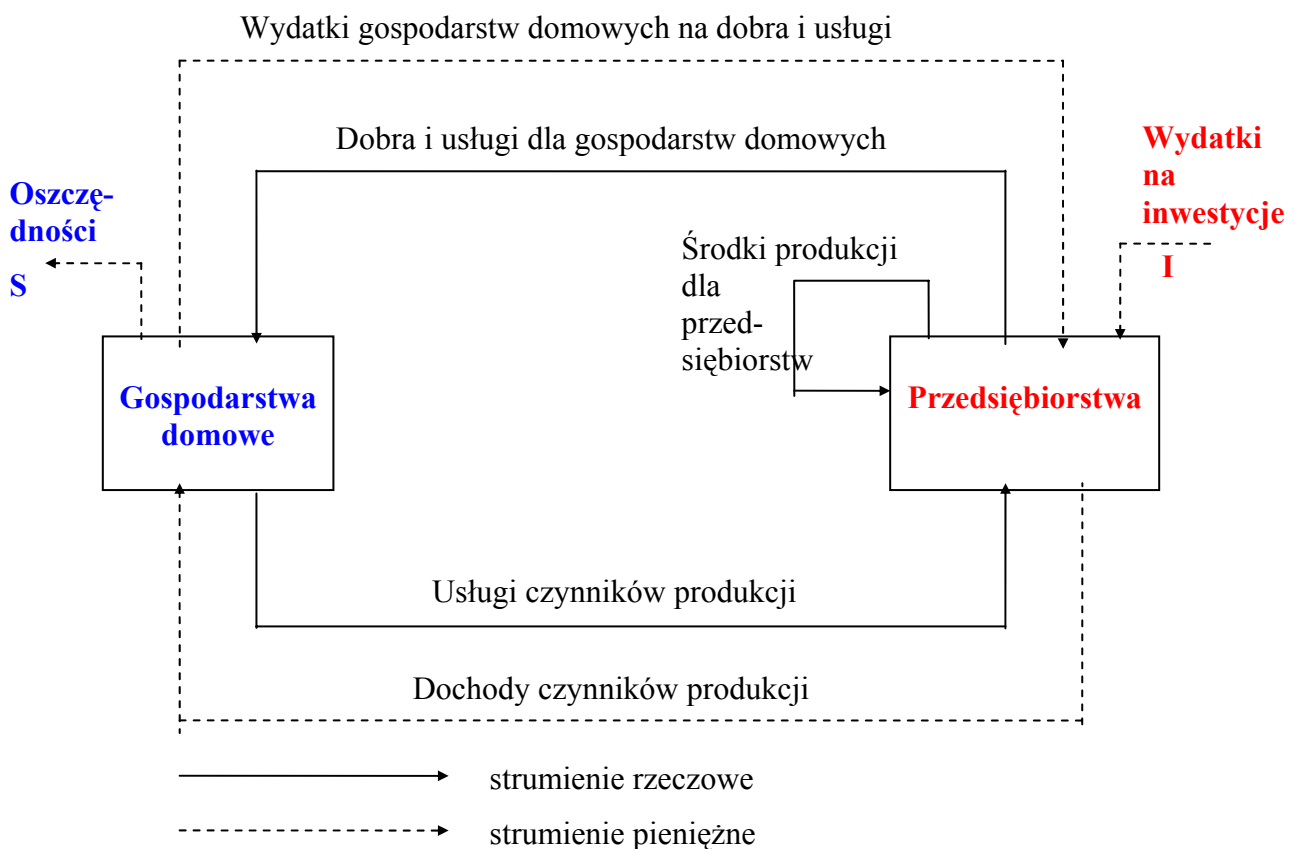 Wydatki gospodarstw domowych na dobra i usługi
Dobra i usługi dla gospodarstw domowych
Wydatki
na
inwestycje
I
Oszczę-
dności
S
Środki produkcji
dla
przed-
siębiorstw
Gospodarstwa
domowe
Przedsiębiorstwa
Usługi czynników produkcji
Dochody czynników produkcji
strumienie rzeczowe
strumienie pieniężne